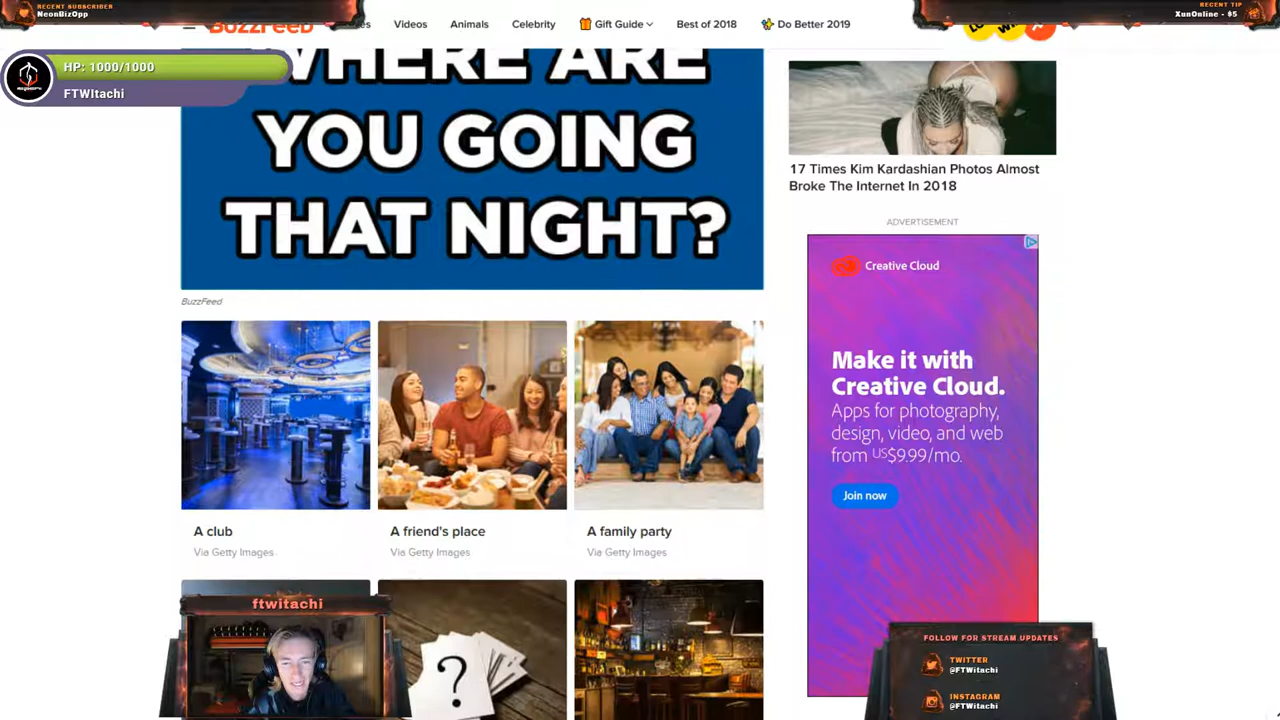 RECENT SUBSCRIBER
NeonBizOpp
BuzzFeed
Videos
Animals
Celebrity
Gift Guide
Best of 2018
Do Better 2019
RECENT TIP
XunOnline - $5
HP: 1000/1000
FTWItachi
WHERE ARE
YOU GOING
THAT NIGHT?
BuzzFeed
17 Times Kim Kardashian Photos Almost
Broke The Internet In 2018
ADVERTISEMENT
Creative Cloud
Make it with
Creative Cloud.
Apps for photography,
design, video, and web
from US$9.99/mo.
Join now
A club
Via Getty Images
A friend's place
Via Getty Images
A family party
Via Getty Images
ftwitachi
?
FOLLOW FOR STREAM UPDATES
TWITTER
@FTWitachi
INSTAGRAM
@FTWitachi